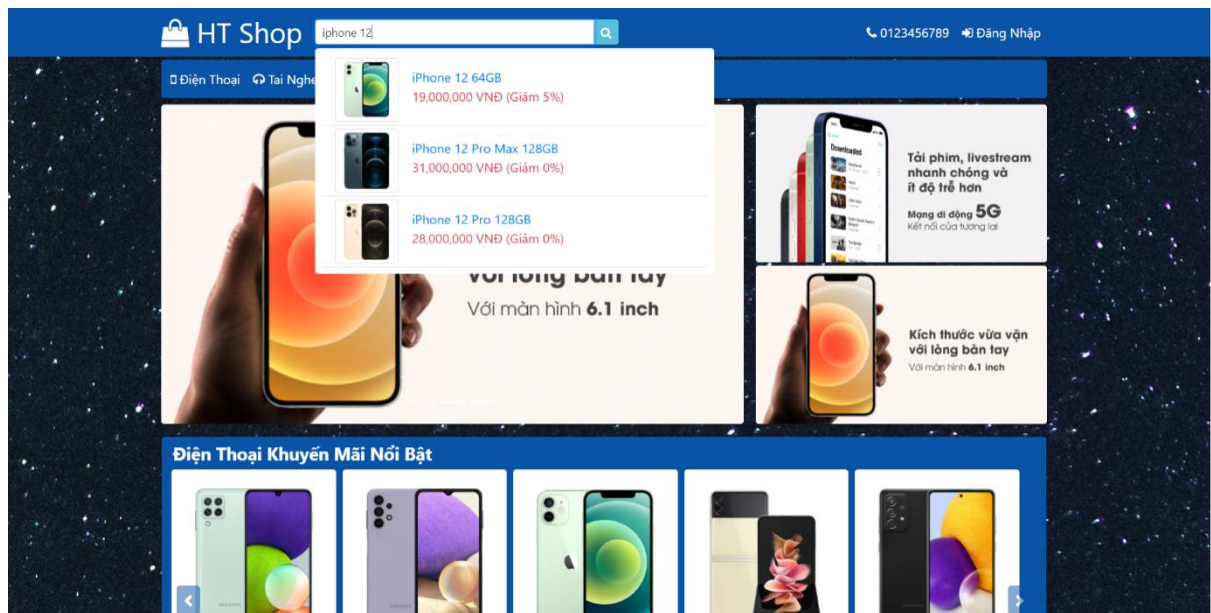 HT Shop
iphone 12
0123456789 Đăng Nhập
Điện Thoại Tai Nghe
iPhone 12 64GB
19,000,000 VNĐ (Giảm 5%)
iPhone 12 Pro Max 128GB
31,000,000 VNĐ (Giảm 0%)
iPhone 12 Pro 128GB
28,000,000 VNĐ (Giảm 0%)
với lòng bàn tay
Với màn hình 6.1 inch
Downloaded
Tải phim, livestream
nhanh chóng và
ít độ trễ hơn
Mạng di động 5G
Kết nối của tương lai
Kích thước vừa vặn
với lòng bàn tay
Với màn hình 6.1 inch
Điện Thoại Khuyến Mãi Nổi Bật
SAMSUNG